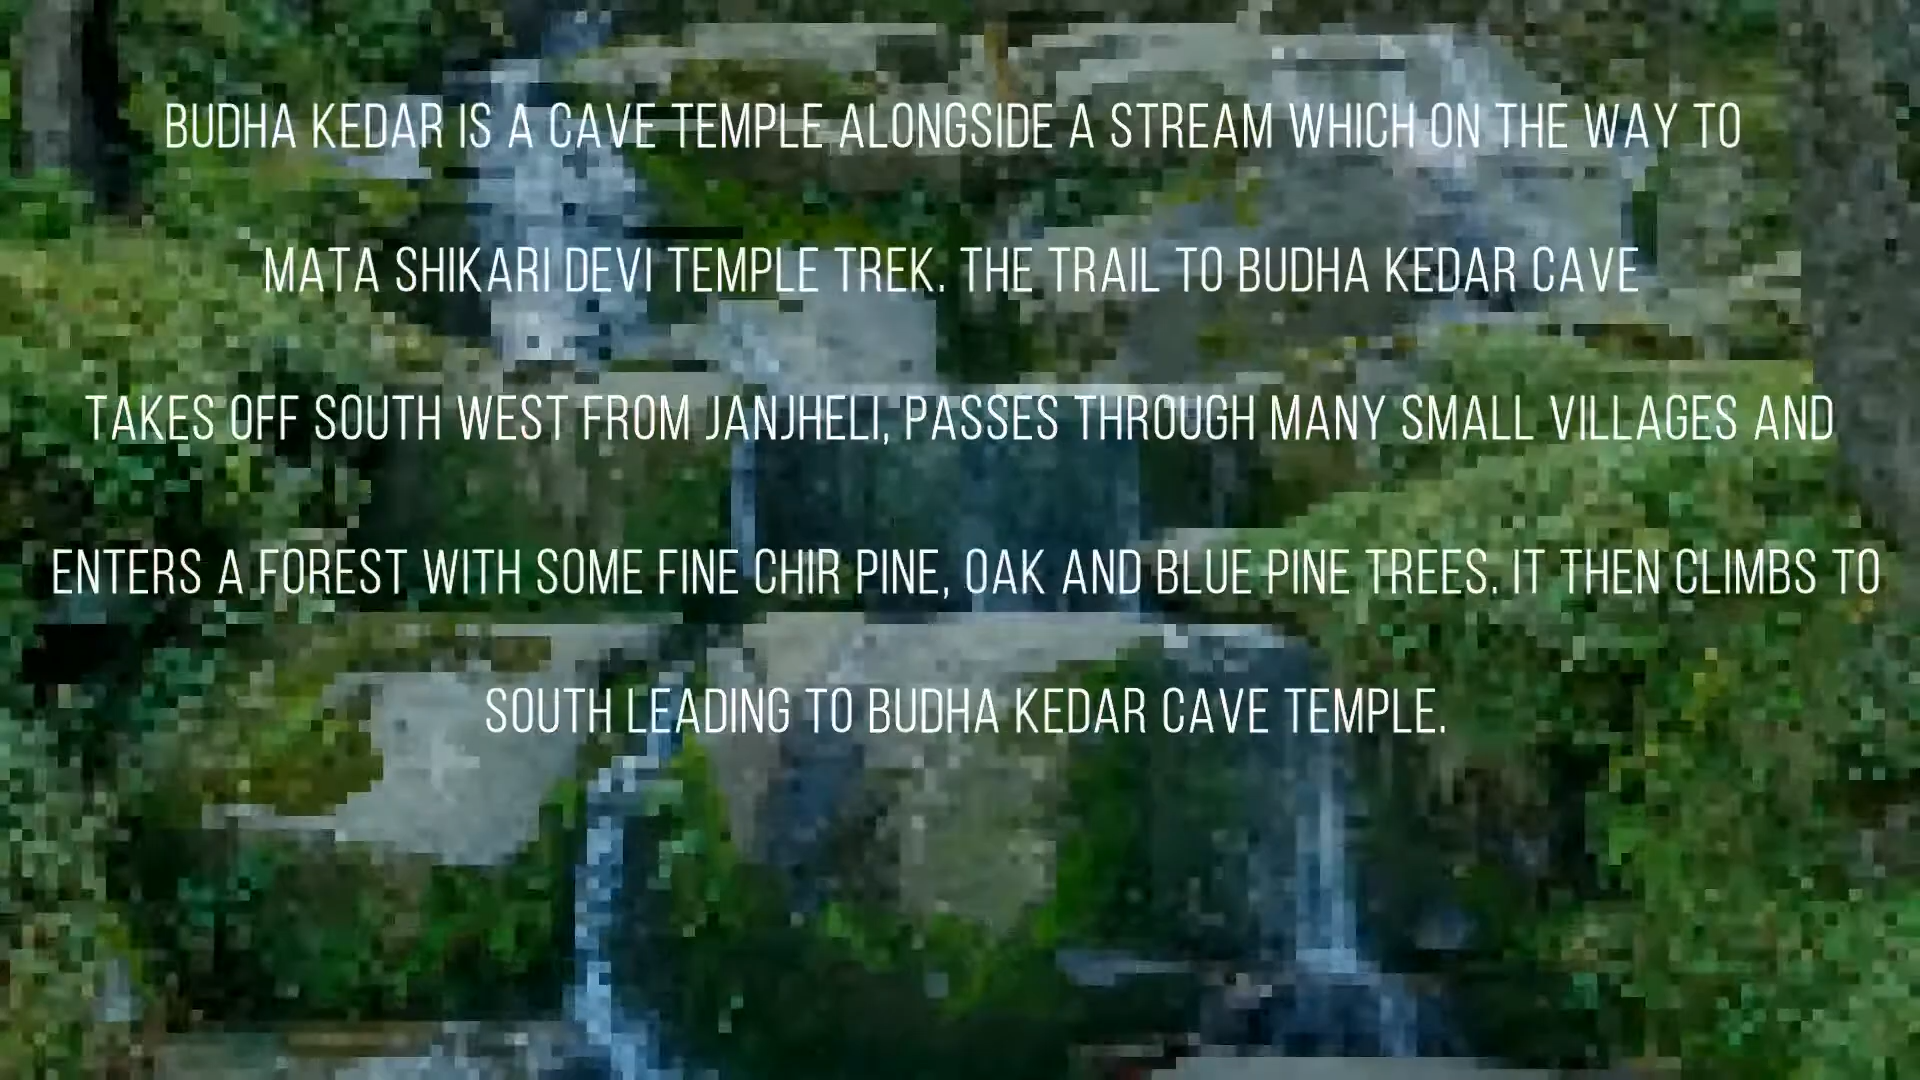 BUDHA KEDAR IS A CAVE TEMPLE ALONGSIDE A STREAM WHICH ON THE WAY TO
MATA SHIKARI DEVI TEMPLE TREK. THE TRAIL TO BUDHA KEDAR CAVE
TAKES OFF SOUTH WEST FROM JANJHELI, PASSES THROUGH MANY SMALL VILLAGES AND
ENTERS A FOREST WITH SOME FINE CHIR PINE, OAK AND BLUE PINE TREES. IT THEN CLIMBS TO
SOUTH LEADING TO BUDHA KEDAR CAVE TEMPLE.